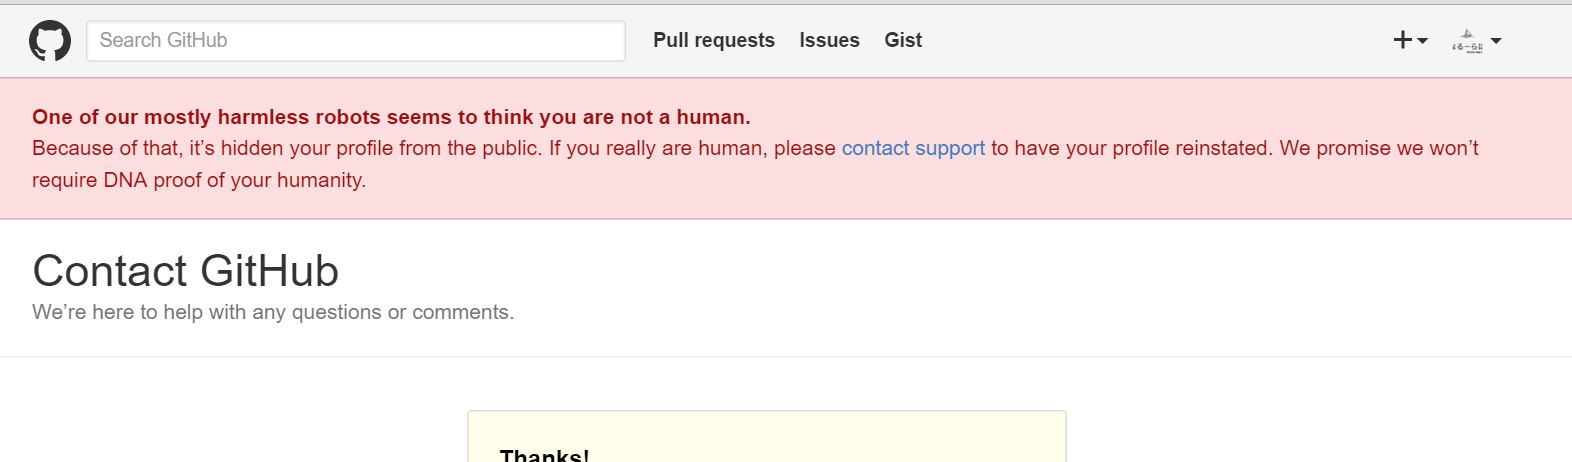 Search GitHub
Pull requests Issues Gist
One of our mostly harmless robots seems to think you are not a human.
Because of that, it’s hidden your profile from the public. If you really are human, please contact support to have your profile reinstated. We promise we won’t
require DNA proof of your humanity.
Contact GitHub
We’re here to help with any questions or comments.
Thanks!